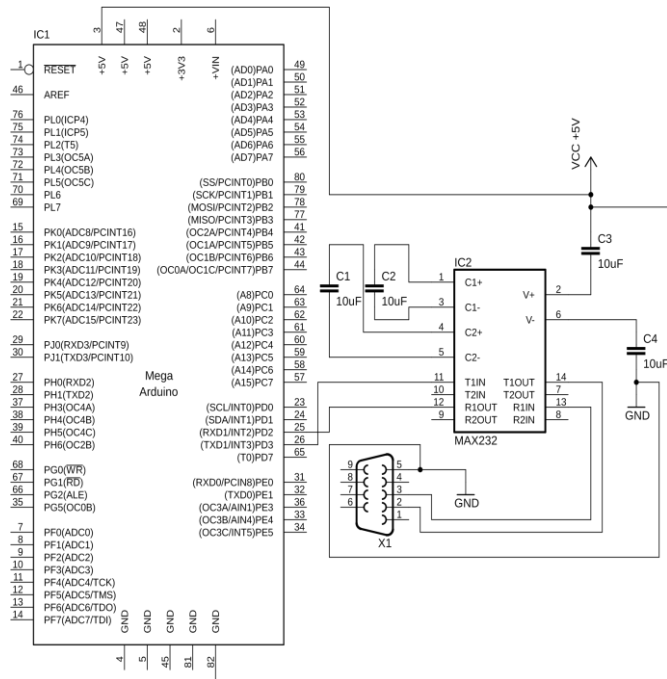 IC1
3
47
48
2
6
+5V
+5V
+5V
+3V3
+VIN
1 RESET
46 AREF
76 PL0(ICP4)
75 PL1(ICP5)
74 PL2(T5)
73 PL3(OC5A)
72 PL4(OC5B)
71 PL5(OC5C)
70 PL6
69 PL7
15 PK0(ADC8/PCINT16)
16 PK1(ADC9/PCINT17)
17 PK2(ADC10/PCINT18)
18 PK3(ADC11/PCINT19)
19 PK4(ADC12/PCINT20)
20 PK5(ADC13/PCINT21)
21 PK6(ADC14/PCINT22)
22 PK7(ADC15/PCINT23)
29 PJ0(RXD3/PCINT9)
30 PJ1(TXD3/PCINT10)
Mega
Arduino
27 PH0(RXD2)
28 PH1(TXD2)
37 PH3(OC4A)
38 PH4(OC4B)
39 PH5(OC4C)
40 PH6(OC2B)
68 PG0(WR)
67 PG1(RD)
66 PG2(ALE)
35 PG5(OC0B)
7 PF0(ADC0)
8 PF1(ADC1)
9 PF2(ADC2)
10 PF3(ADC3)
11 PF4(ADC4/TCK)
12 PF5(ADC5/TMS)
13 PF6(ADC6/TDO)
14 PF7(ADC7/TDI)
(AD0)PA0 49
(AD1)PA1 50
(AD2)PA2 51
(AD3)PA3 52
(AD4)PA4 53
(AD5)PA5 54
(AD6)PA6 55
(AD7)PA7 56
(SS/PCINT0)PB0 80
(SCK/PCINT1)PB1 79
(MOSI/PCINT2)PB2 78
(MISO/PCINT3)PB3 77
(OC2A/PCINT4)PB4 41
(OC1A/PCINT5)PB5 42
(OC1B/PCINT6)PB6 43
(OC0A/OC1C/PCINT7)PB7 44
(A8)PC0 64
(A9)PC1 63
(A10)PC2 62
(A11)PC3 61
(A12)PC4 60
(A13)PC5 59
(A14)PC6 58
(A15)PC7 57
(SCL/INT0)PD0 23
(SDA/INT1)PD1 24
(RXD1/INT2)PD2 25
(TXD1/INT3)PD3 26
(T0)PD7 65
(RXD0/PCIN8)PE0 31
(TXD0)PE1 32
(OC3A/AIN1)PE3 36
(OC3B/AIN4)PE4 33
(OC3C/INT5)PE5 34
GND
GND
GND
GND
GND
4
5
45
81
82
VCC +5V
C3
10uF
C1
10uF
C2
10uF
IC2
1 C1+
3 C1-
4 C2+
5 C2-
11 T1IN
10 T2IN
12 R1OUT
9 R2OUT
V+ 2
V- 6
T1OUT 14
T2OUT 7
R1IN 13
R2IN 8
MAX232
C4
10uF
GND
9
8
7
6
5
4
3
2
1
GND
X1